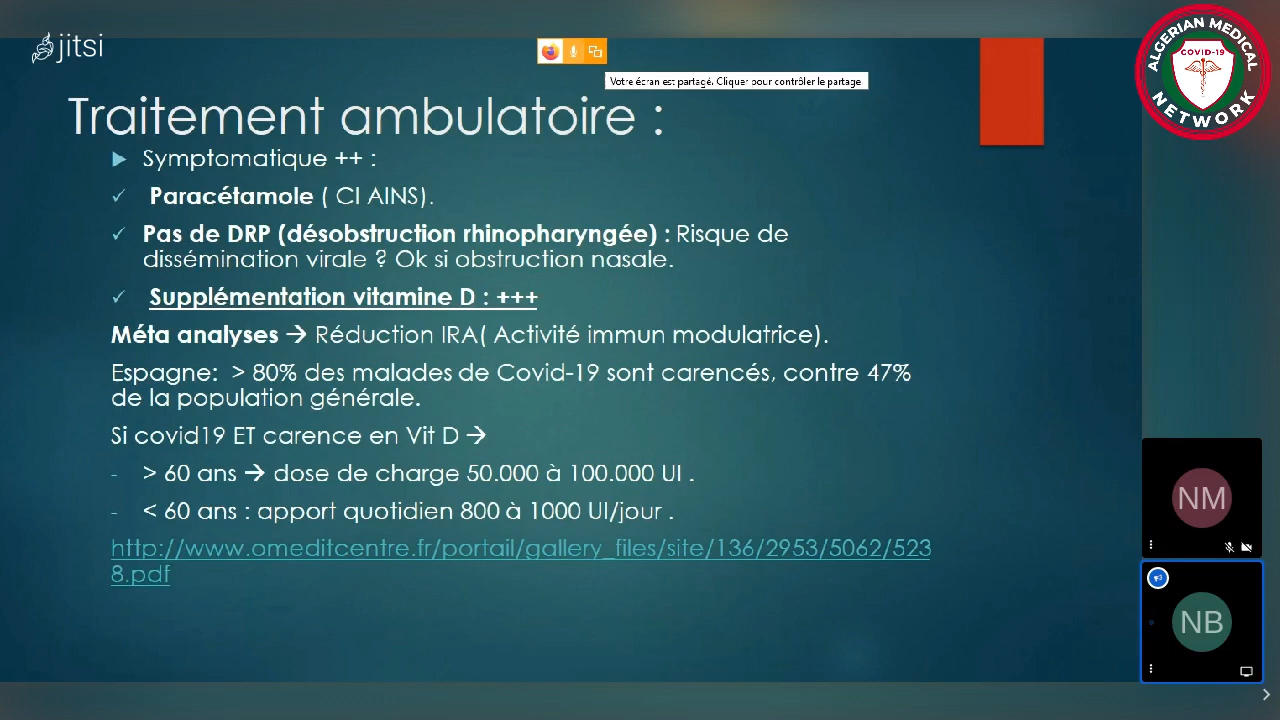 jitsi
Votre écran est partagé. Cliquer pour contrôler le partage
ALGERIAN MEDICAL
COVID-19
NETWORK
Traitement ambulatoire :
Symptomatique ++ :
Paracétamole ( CI AINS).
Pas de DRP (désobstruction rhinopharyngée) : Risque de
dissémination virale ? Ok si obstruction nasale.
Supplémentation vitamine D : +++
Méta analyses → Réduction IRA( Activité immun modulatrice).
Espagne: > 80% des malades de Covid-19 sont carencés, contre 47%
de la population générale.
Si covid19 ET carence en Vit D →
- > 60 ans → dose de charge 50.000 à 100.000 UI .
- < 60 ans : apport quotidien 800 à 1000 UI/jour .
http://www.omeditcentre.fr/portail/gallery_files/site/136/2953/5062/523
8.pdf
NM
NB